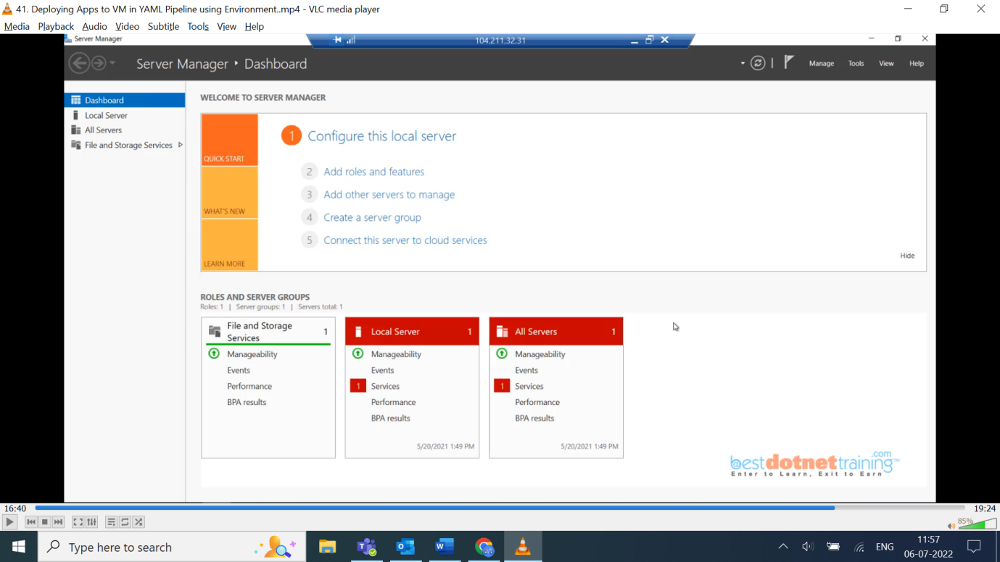 41. Deploying Apps to VM in YAML Pipeline using Environment..mp4 - VLC media player
Media Playback Audio Video Subtitle Tools View Help
Server Manager
104.211.32.31
Server Manager ‣ Dashboard
Manage Tools View Help
Dashboard
Local Server
All Servers
File and Storage Services
WELCOME TO SERVER MANAGER
QUICK START
WHAT'S NEW
LEARN MORE
1 Configure this local server
2 Add roles and features
3 Add other servers to manage
4 Create a server group
5 Connect this server to cloud services
Hide
ROLES AND SERVER GROUPS
Roles: 1 | Server groups: 1 | Servers total: 1
File and Storage
Services
1
Manageability
Events
Performance
BPA results
Local Server 1
Manageability
Events
1 Services
Performance
BPA results
5/20/2021 1:49 PM
All Servers 1
Manageability
Events
1 Services
Performance
BPA results
5/20/2021 1:49 PM
bestdotnettraining.com™
Enter to Learn, Exit to Earn
16:40
19:24
85%
Type here to search
ENG
11:57
06-07-2022